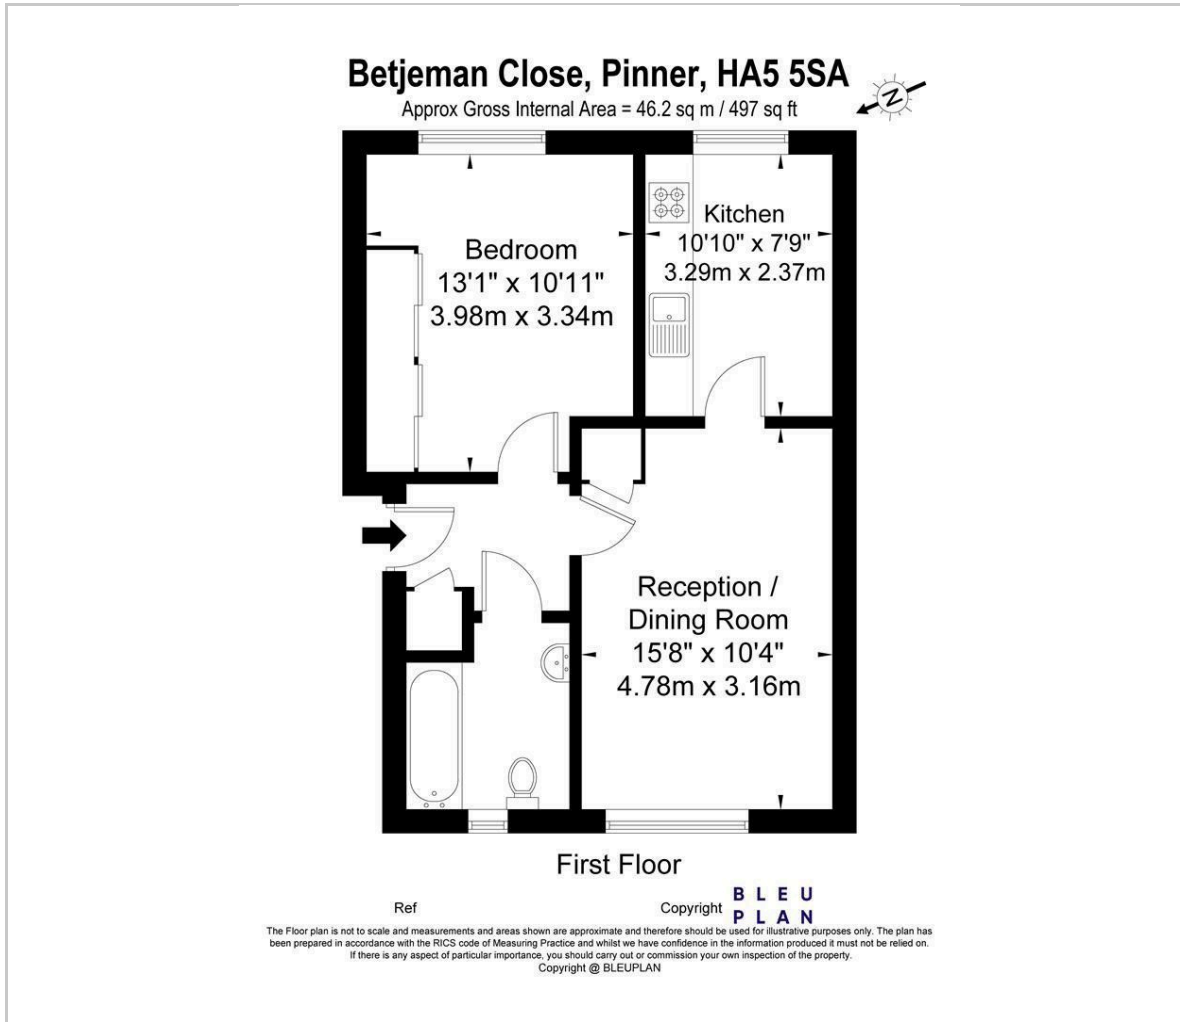 Betjeman Close, Pinner, HA5 5SA
Approx Gross Internal Area = 46.2 sq m / 497 sq ft
N
Kitchen
10'10" x 7'9"
3.29m x 2.37m
Bedroom
13'1" x 10'11"
3.98m x 3.34m
Reception /
Dining Room
15'8" x 10'4"
4.78m x 3.16m
First Floor
Ref
Copyright
BLEU
PLAN
The Floor plan is not to scale and measurements and areas shown are approximate and therefore should be used for illustrative purposes only. The plan has
been prepared in accordance with the RICS code of Measuring Practice and whilst we have confidence in the information produced it must not be relied on.
If there is any aspect of particular importance, you should carry out or commission your own inspection of the property.
Copyright @ BLEUPLAN